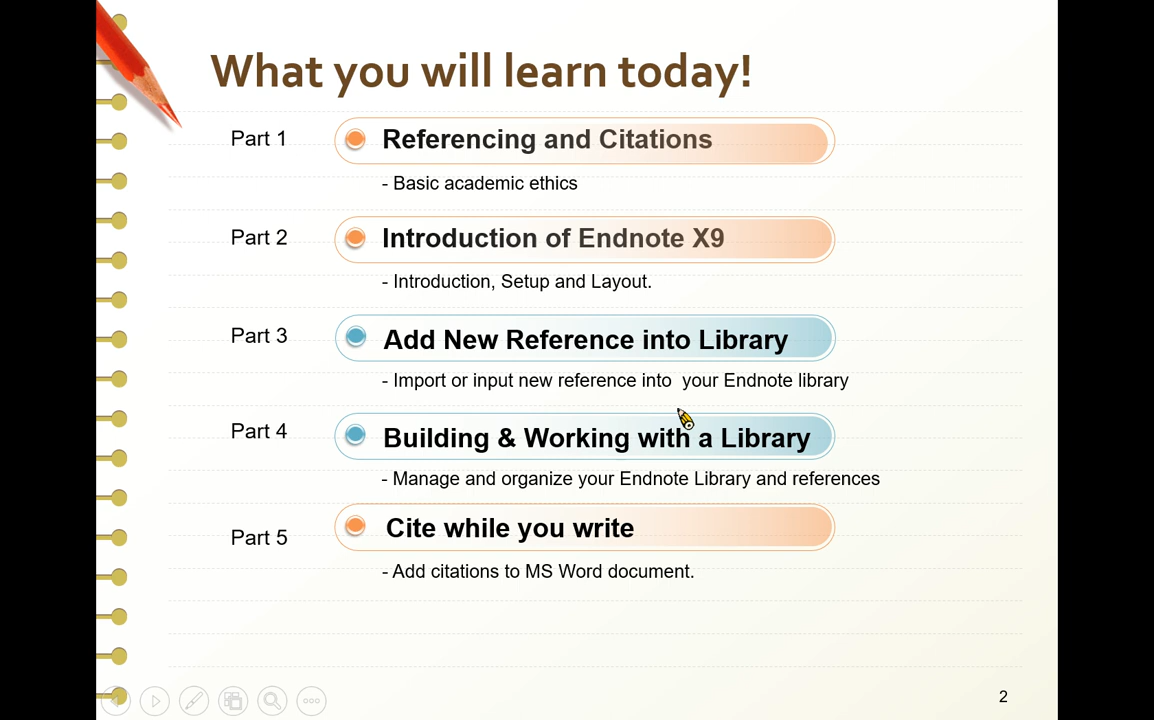 What you will learn today!
Part 1
Referencing and Citations
- Basic academic ethics
Part 2
Introduction of Endnote X9
- Introduction, Setup and Layout.
Part 3
Add New Reference into Library
- Import or input new reference into  your Endnote library
Part 4
Building & Working with a Library
- Manage and organize your Endnote Library and references
Part 5
Cite while you write
- Add citations to MS Word document.
2